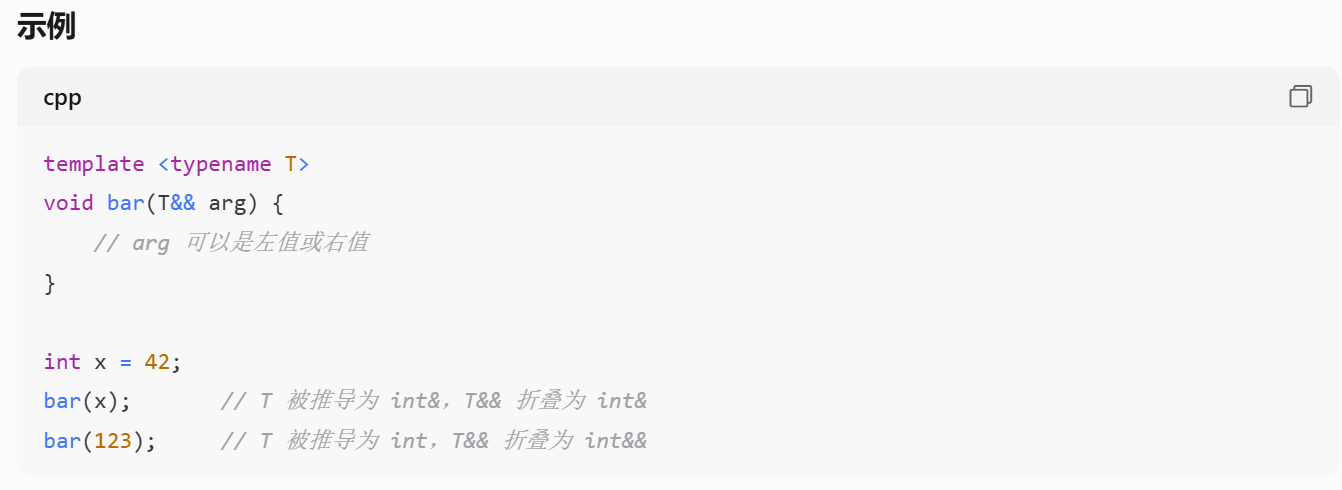 示例
cpp
template <typename T>
void bar(T&& arg) {
    // arg 可以是左值或右值
}
int x = 42;
bar(x);       // T 被推导为 int&，T&& 折叠为 int&
bar(123);     // T 被推导为 int，T&& 折叠为 int&&